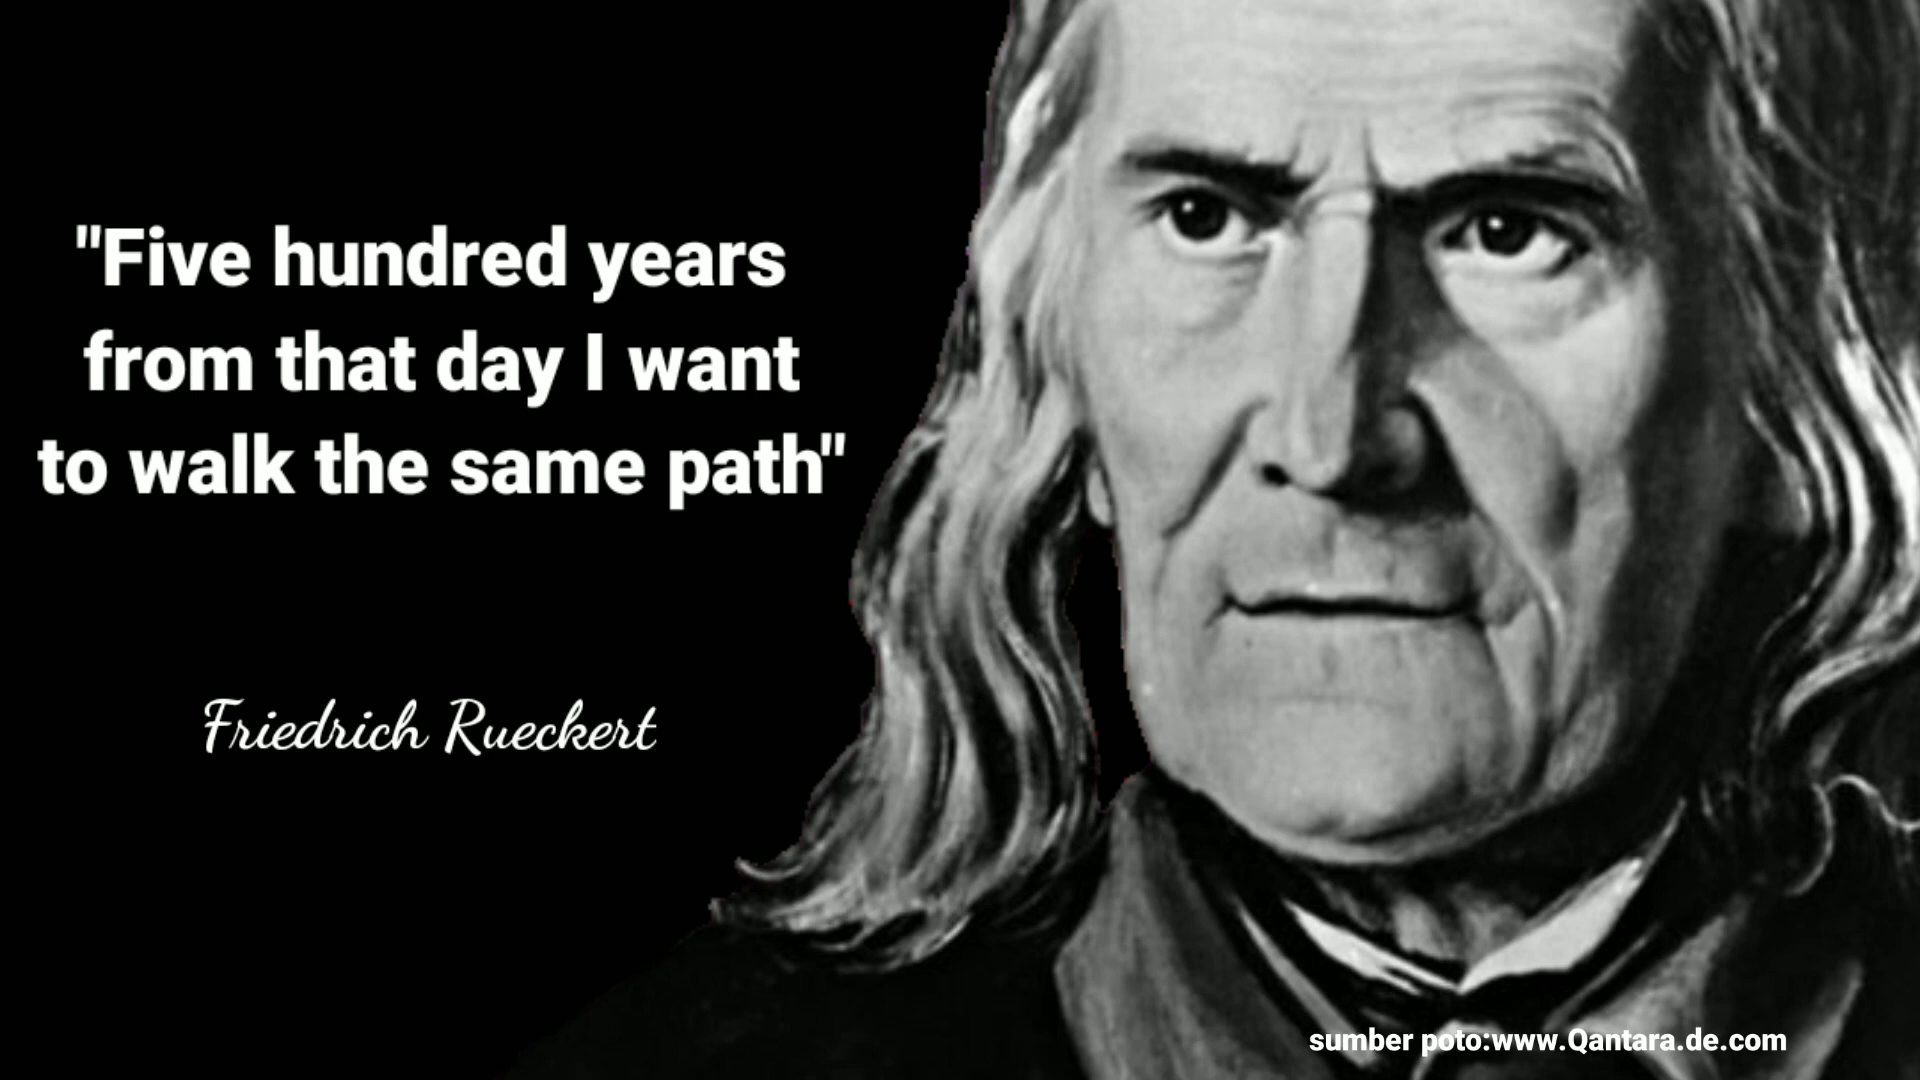 "Five hundred years
from that day I want
to walk the same path"
Friedrich Rueckert
sumber poto:www.Qantara.de.com